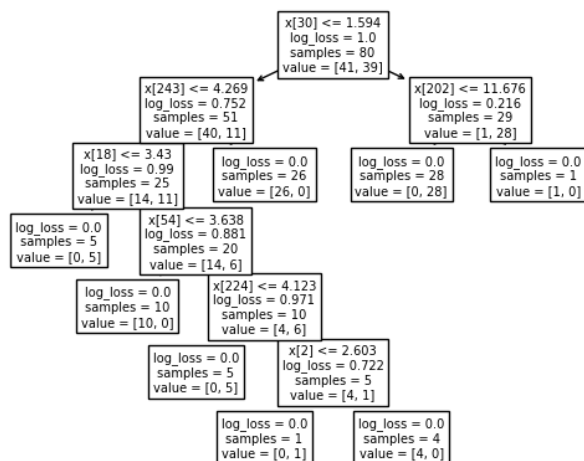 x[30] <= 1.594
log_loss = 1.0
samples = 80
value = [41, 39]
x[243] <= 4.269
log_loss = 0.752
samples = 51
value = [40, 11]
x[202] <= 11.676
log_loss = 0.216
samples = 29
value = [1, 28]
x[18] <= 3.43
log_loss = 0.99
samples = 25
value = [14, 11]
log_loss = 0.0
samples = 26
value = [26, 0]
log_loss = 0.0
samples = 28
value = [0, 28]
log_loss = 0.0
samples = 1
value = [1, 0]
log_loss = 0.0
samples = 5
value = [0, 5]
x[54] <= 3.638
log_loss = 0.881
samples = 20
value = [14, 6]
log_loss = 0.0
samples = 10
value = [10, 0]
x[224] <= 4.123
log_loss = 0.971
samples = 10
value = [4, 6]
log_loss = 0.0
samples = 5
value = [0, 5]
x[2] <= 2.603
log_loss = 0.722
samples = 5
value = [4, 1]
log_loss = 0.0
samples = 1
value = [0, 1]
log_loss = 0.0
samples = 4
value = [4, 0]